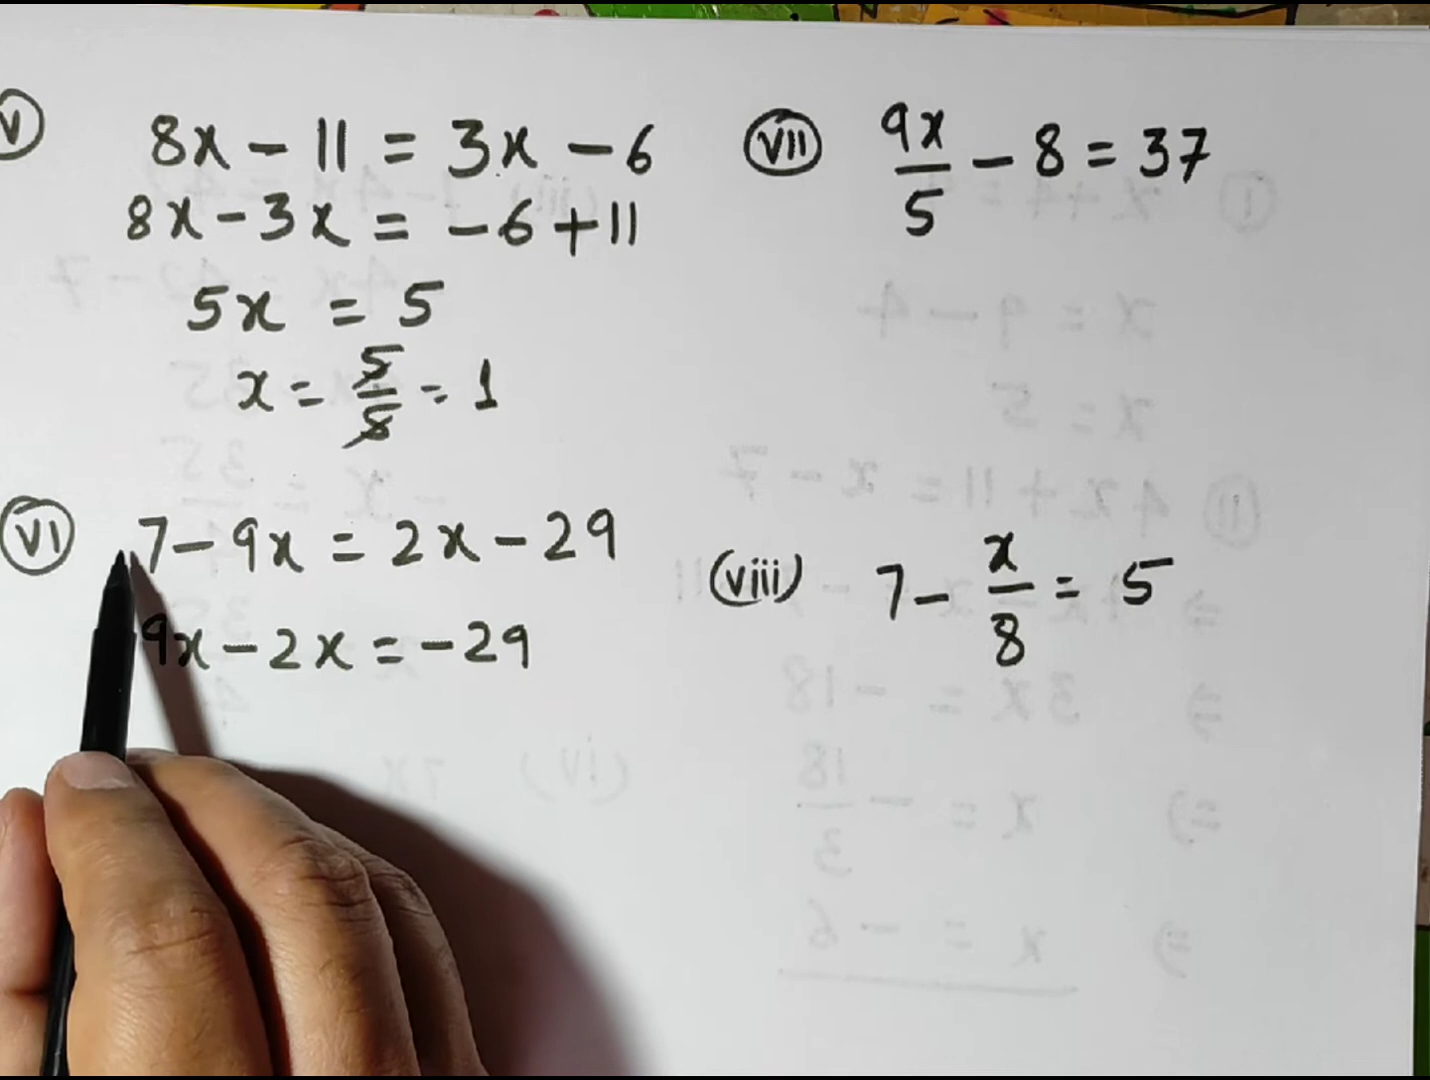 (v) 8x - 11 = 3x - 6
8x - 3x = -6 + 11
5x = 5
x = 5/5 = 1
(vi) 7 - 9x = 2x - 29
9x - 2x = -29
(vii) 9x/5 - 8 = 37
(viii) 7 - x/8 = 5